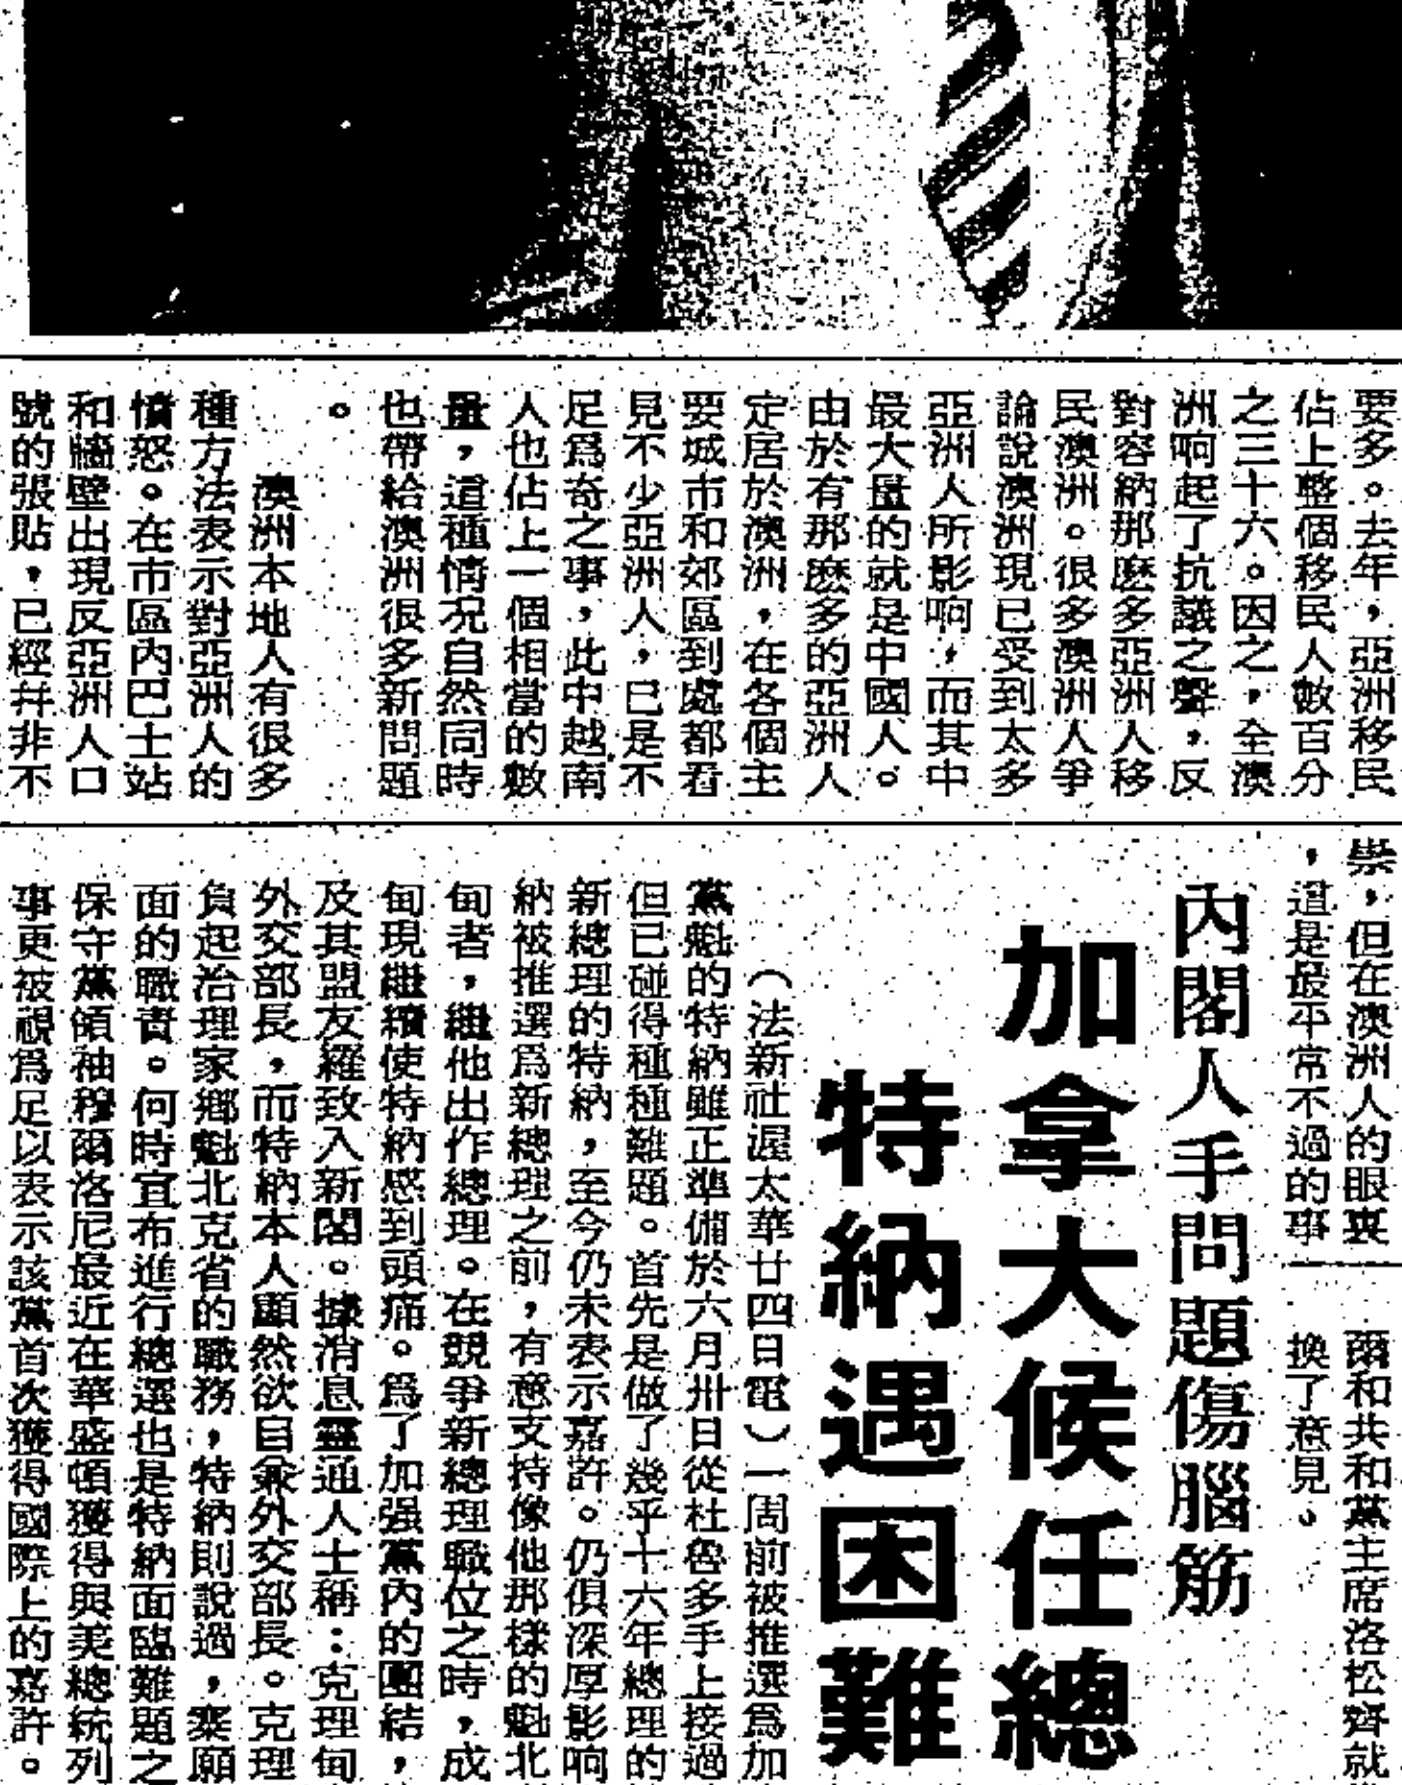 要多。去年，亞洲移民
佔上整個移民人數百分
之三十六。因之，全澳
洲响起了抗議之聲，反
對容納那麽多亞洲人移
民澳洲。很多澳洲人爭
論說澳洲現已受到太多
亞洲人所影响，而其中
最大量的就是中國人。
由於有那麽多的亞洲人
定居於澳洲，在各個主
要城市和郊區到處都看
見不少亞洲人，已是不
足爲奇之事，此中越南
人也佔上一個相當的數
量，這種情况自然同時
也帶給澳洲很多新問題
。
澳洲本地人有很多
種方法表示對亞洲人的
憤怒。在市區內巴士站
和牆壁出現反亞洲人口
號的張貼，已經幷非不
祟，但在澳洲人的眼裏
，這是最平常不過的事
爾和共和黨主席洛松齊就
換了意見。
內閣人手問題傷腦筋
加拿大候任總
特納遇困難
（法新社渥太華廿四日電）一周前被推選爲加
黨魁的特納雖正準備於六月卅日從杜魯多手上接過
但已碰得種種難題。首先是做了幾乎十六年總理的
新總理的特納，至今仍未表示嘉許。仍俱深厚影响
納被推選爲新總理之前，有意支持像他那樣的魁北
甸者，繼他出作總理。在競爭新總理職位之時，成
甸現繼續使特納感到頭痛。爲了加强黨內的團結，
及其盟友羅致入新閣。據消息靈通人士稱：克理甸
外交部長，而特納本人顯然欲自兼外交部長。克理
負起治理家鄉魁北克省的職務，特納則說過，寀願
面的職責。何時宜布進行總選也是特納面臨難題之
保守黨領袖穆爾洛尼最近在華盛頓獲得與美總統列
事更被視爲足以表示該黨首次獲得國際上的嘉許。